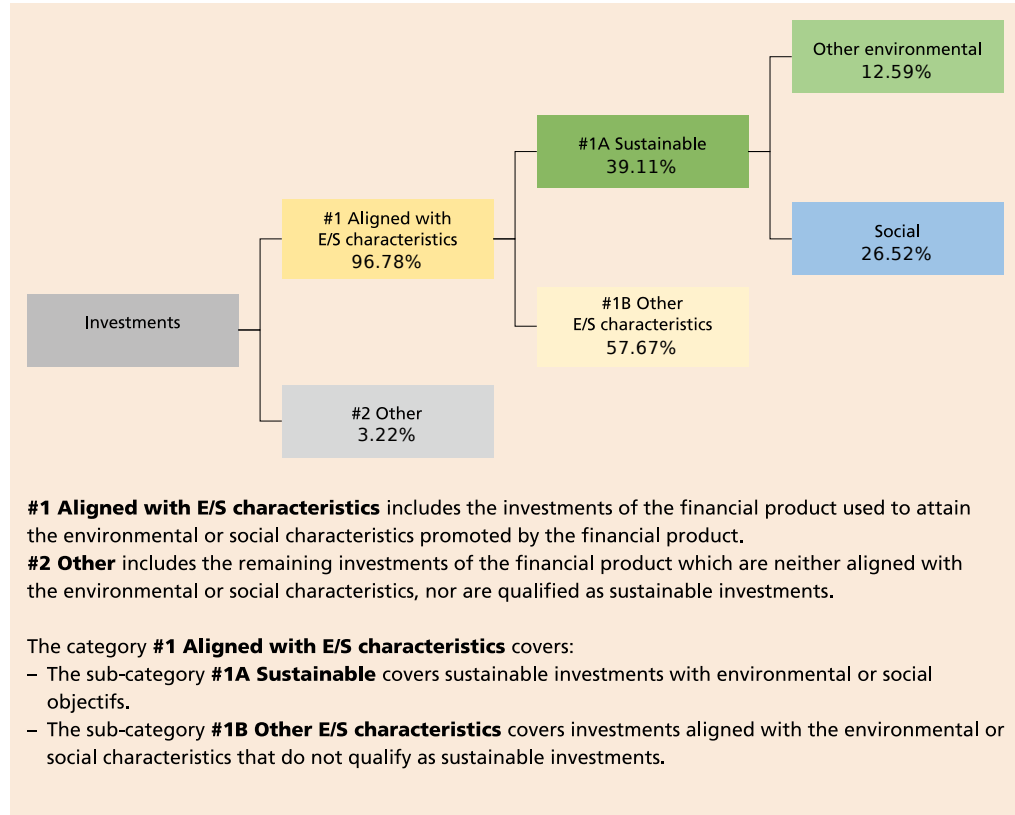 Other environmental
12.59%
#1A Sustainable
39.11%
#1 Aligned with
E/S characteristics
96.78%
Social
26.52%
Investments
#1B Other
E/S characteristics
57.67%
#2 Other
3.22%
#1 Aligned with E/S characteristics includes the investments of the financial product used to attain
the environmental or social characteristics promoted by the financial product.
#2 Other includes the remaining investments of the financial product which are neither aligned with
the environmental or social characteristics, nor are qualified as sustainable investments.
The category #1 Aligned with E/S characteristics covers:
– The sub-category #1A Sustainable covers sustainable investments with environmental or social
objectifs.
– The sub-category #1B Other E/S characteristics covers investments aligned with the environmental or
social characteristics that do not qualify as sustainable investments.